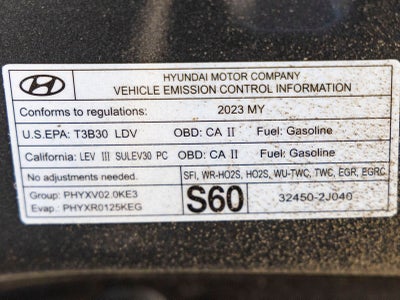 HYUNDAI MOTOR COMPANY
VEHICLE EMISSION CONTROL INFORMATION
Conforms to regulations: 2023 MY
U.S.EPA: T3B30 LDV OBD: CA II Fuel: Gasoline
California: LEV III SULEV30 PC OBD: CA II Fuel: Gasoline
No adjustments needed. SFI, WR-HO2S, HO2S, WU-TWC, TWC, EGR, EGRC
Group: PHYXV02.0KE3
Evap.: PHYXR0125KEG
S60
32450-2J040